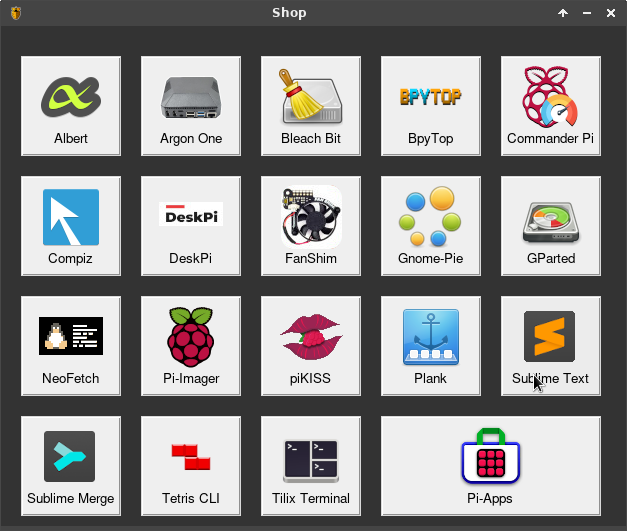 Shop
Albert
Argon One
Bleach Bit
BPYTOP
BpyTop
Commander Pi
Compiz
DeskPi
DeskPi
FanShim
Gnome-Pie
GParted
NeoFetch
Pi-Imager
piKISS
Plank
Sublime Text
Sublime Merge
Tetris CLI
>_
>_
>_
Tilix Terminal
Pi-Apps